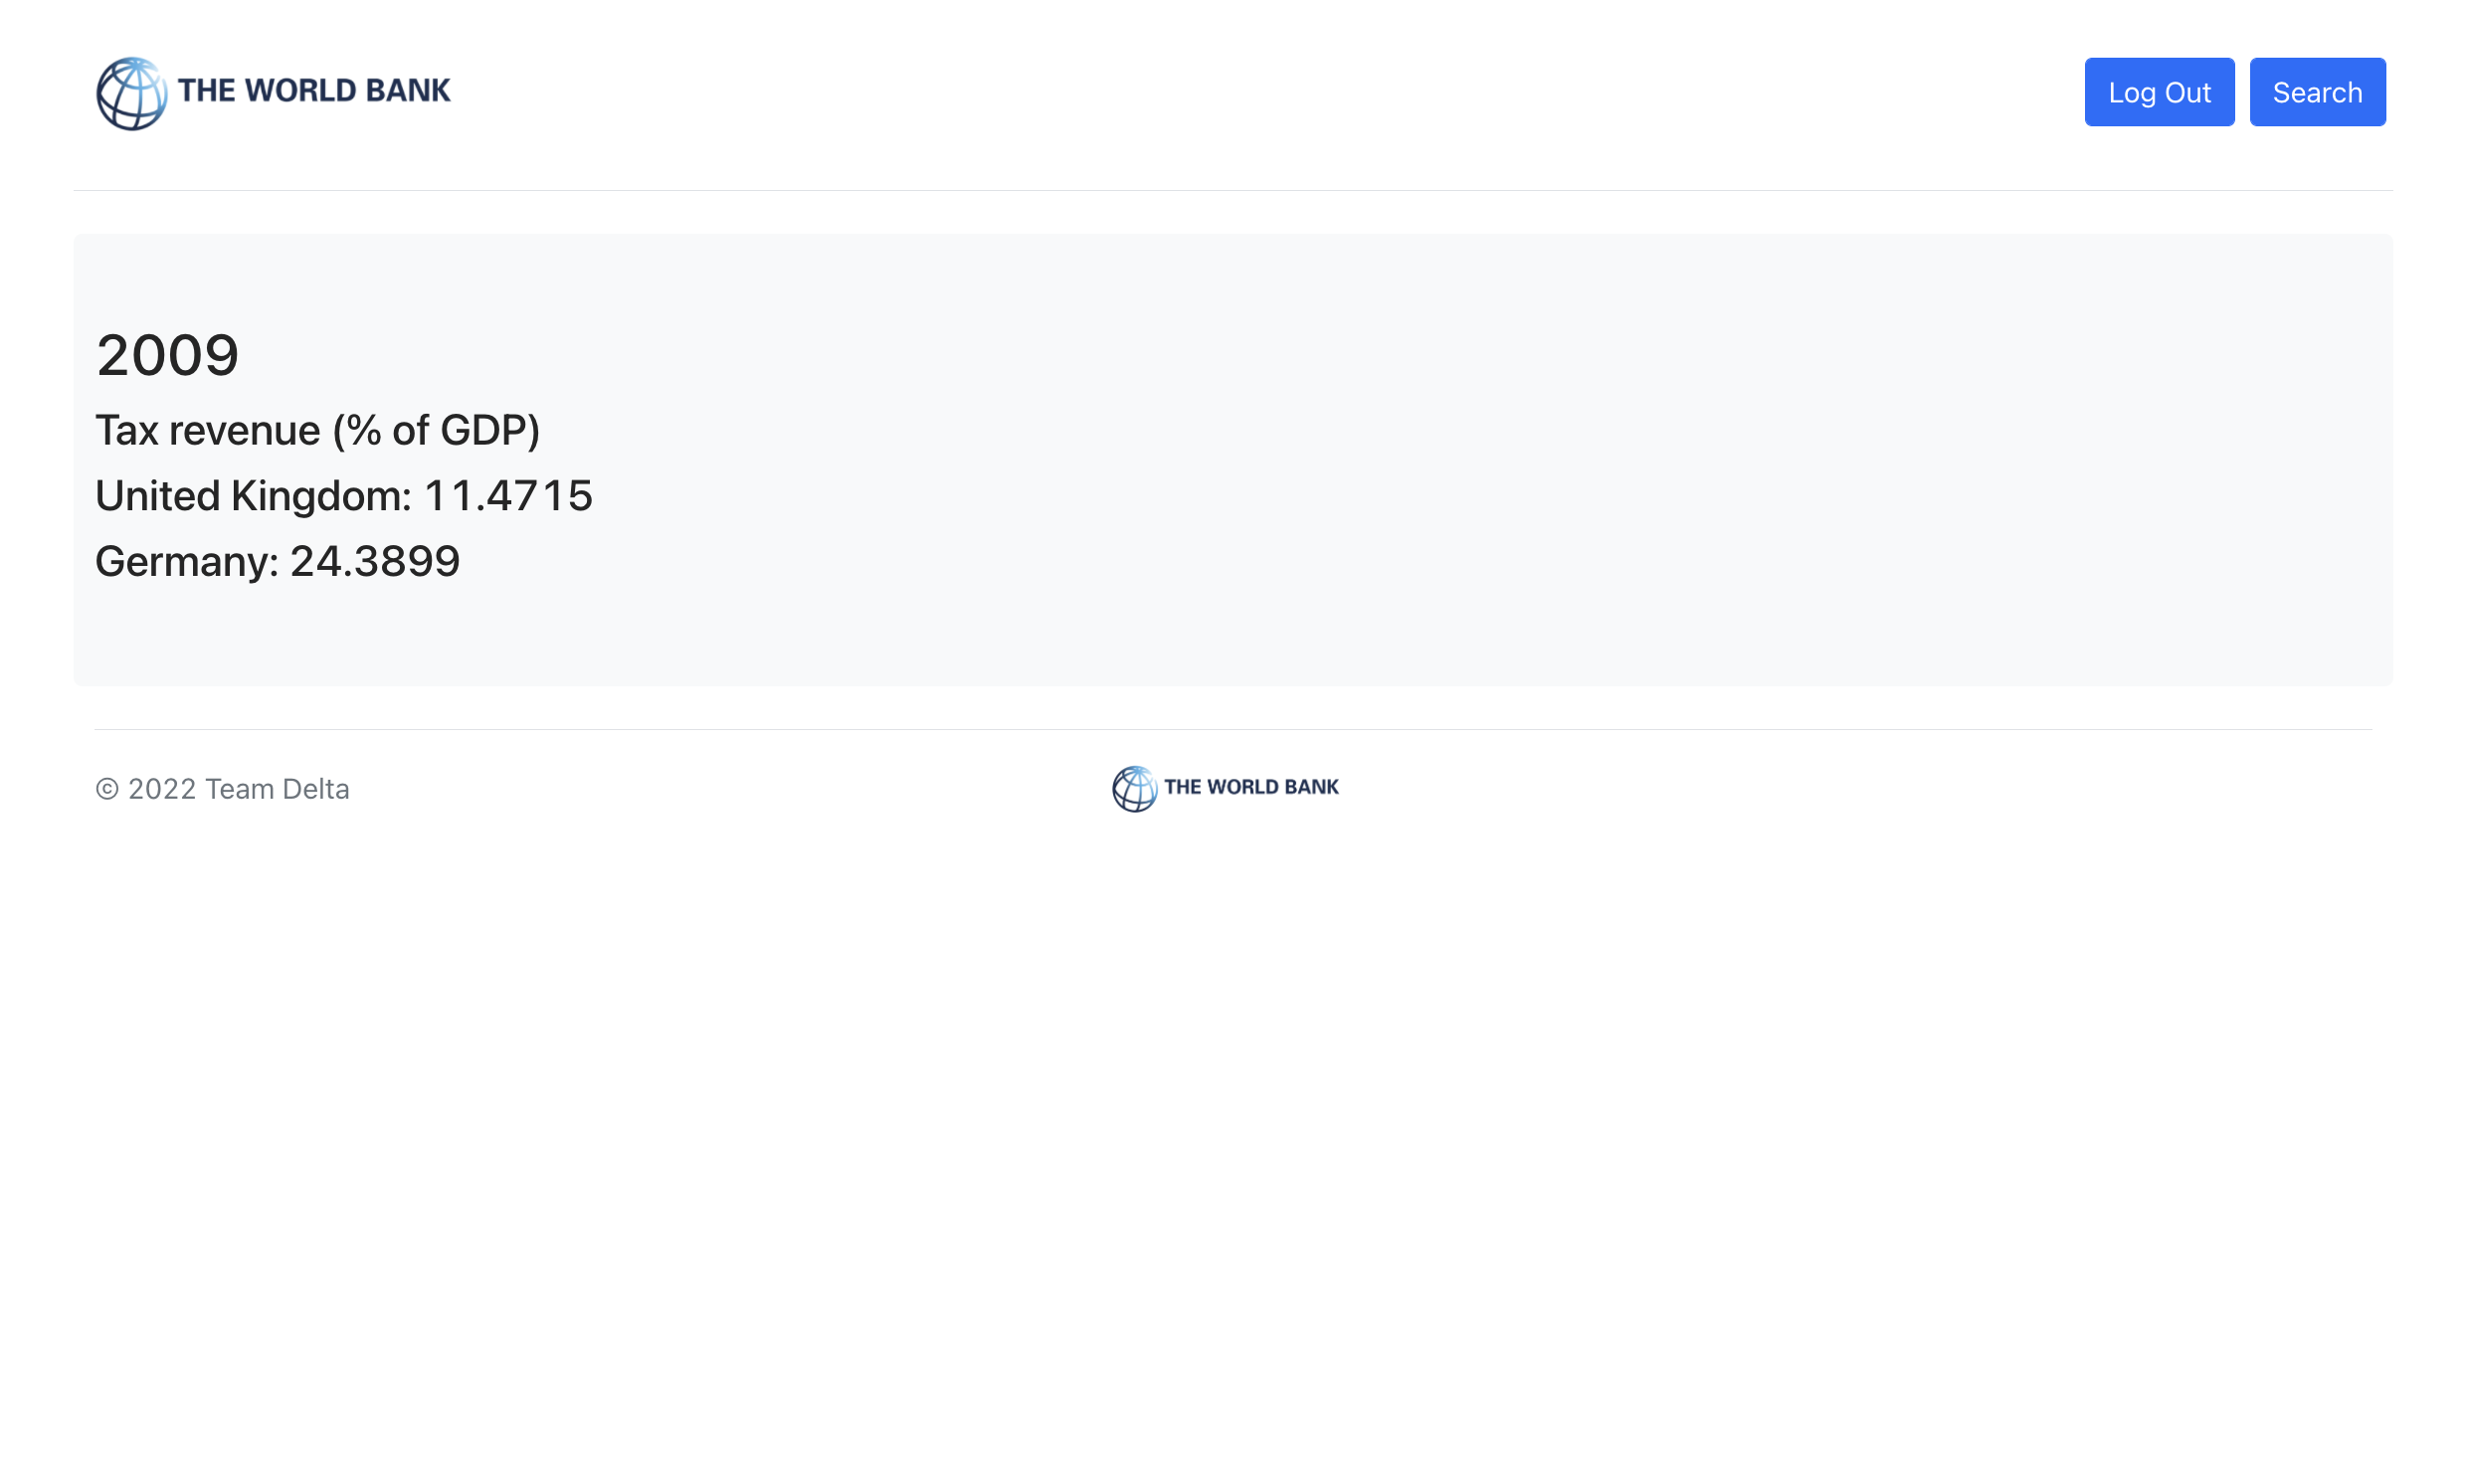 THE WORLD BANK
Log Out
Search
2009
Tax revenue (% of GDP)
United Kingdom: 11.4715
Germany: 24.3899
© 2022 Team Delta
THE WORLD BANK